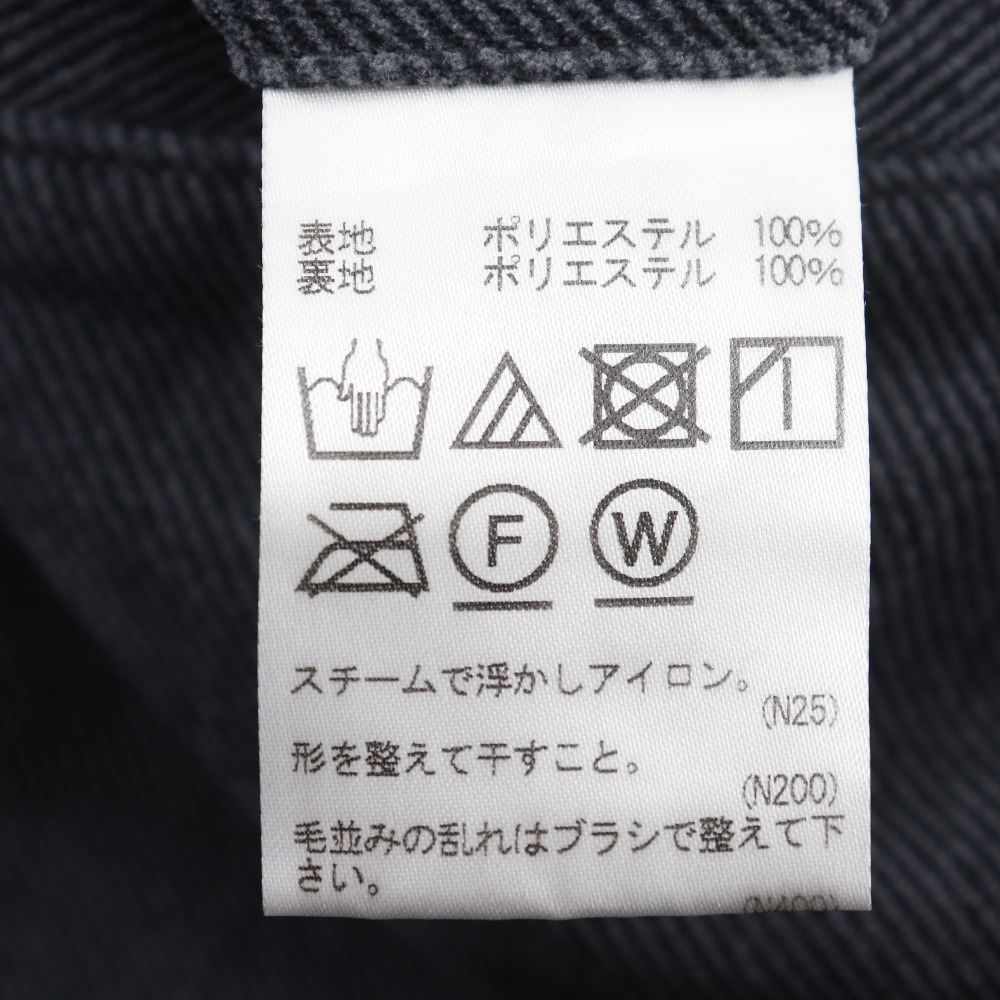 表地 ポリエステル 100%
裏地 ポリエステル 100%
F W
スチームで浮かしアイロン。
(N25)
形を整えて干すこと。
(N200)
毛並みの乱れはブラシで整えて下
さい。